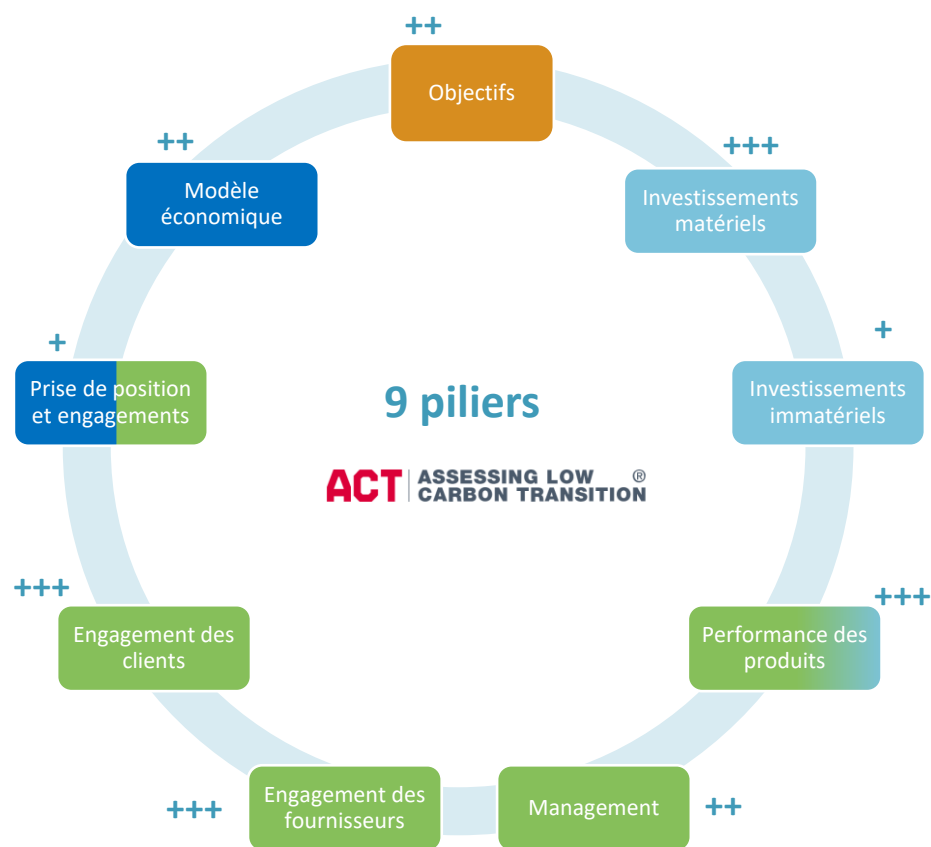 ++
Objectifs
+++
Investissements
matériels
+
Investissements
immatériels
+++
Performance des
produits
++
Management
+++
Engagement des
fournisseurs
+++
Engagement des
clients
+
Prise de position
et engagements
++
Modèle
économique
9 piliers
ACT | ASSESSING LOW ®
CARBON TRANSITION